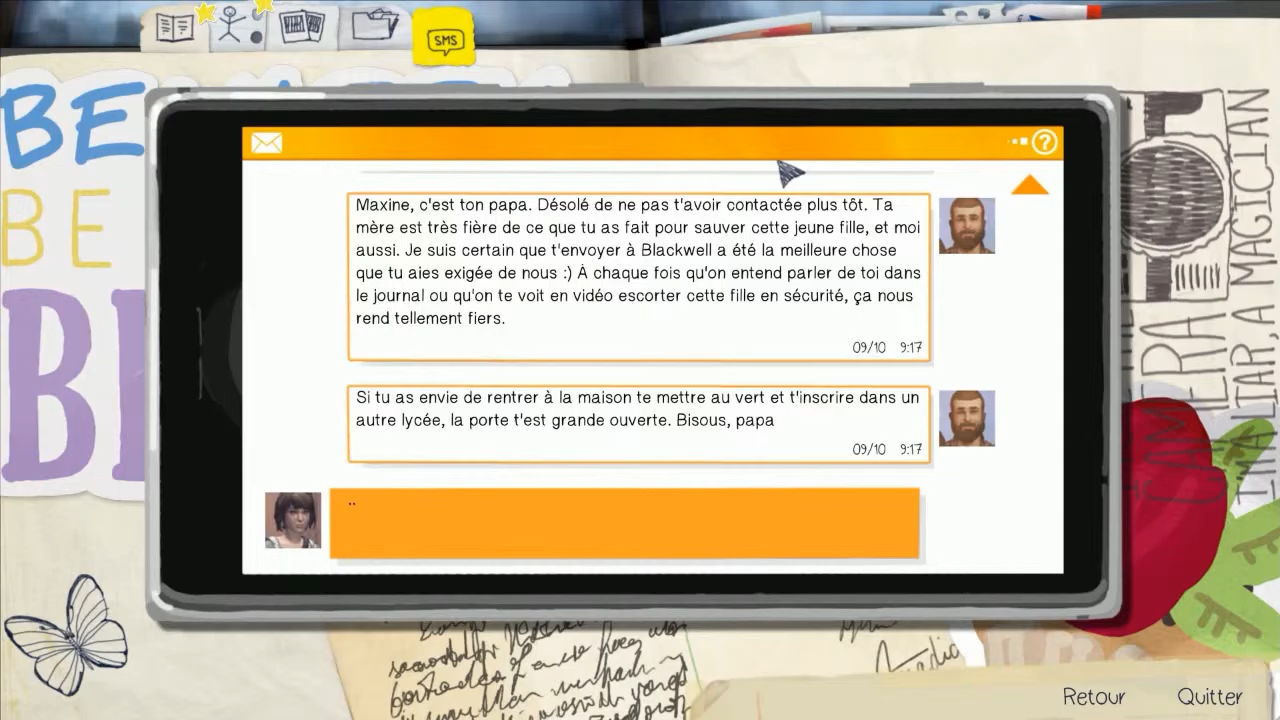 SMS
BE
BE
BE
Maxine, c'est ton papa. Désolé de ne pas t'avoir contactée plus tôt. Ta
mère est très fière de ce que tu as fait pour sauver cette jeune fille, et moi
aussi. Je suis certain que t'envoyer à Blackwell a été la meilleure chose
que tu aies exigée de nous :) À chaque fois qu'on entend parler de toi dans
le journal ou qu'on te voit en vidéo escorter cette fille en sécurité, ça nous
rend tellement fiers.
09/10 9:17
Si tu as envie de rentrer à la maison te mettre au vert et t'inscrire dans un
autre lycée, la porte t'est grande ouverte. Bisous, papa
09/10 9:17
..
?
MAGICIAN
Retour Quitter